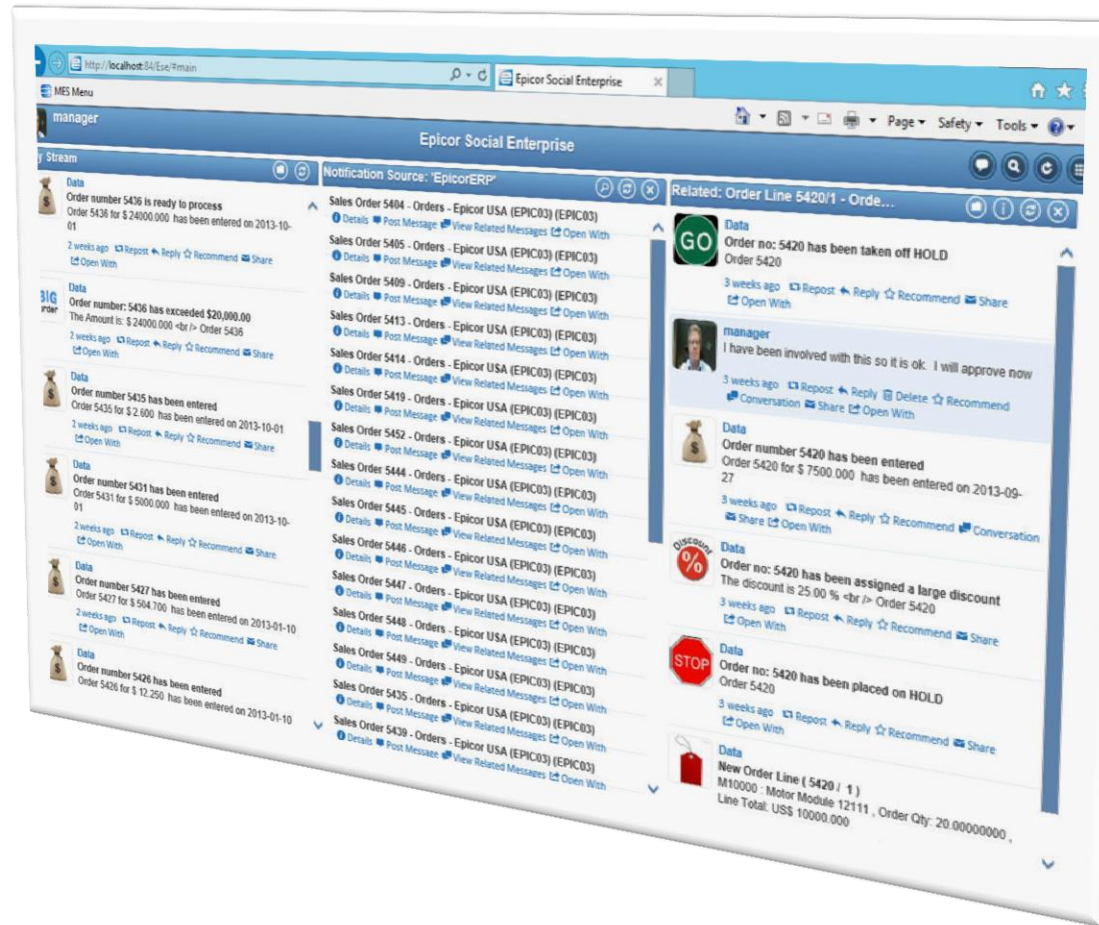 http://localhost:84/Ese/#main
Epicor Social Enterprise
MES Menu
Page
Safety
Tools
manager
Epicor Social Enterprise
Stream
Data
Order number 5436 is ready to process
Order 5436 for $ 24000.000 has been entered on 2013-10-
01
2 weeks ago Repost Reply Recommend Share
Open With
BIG
order
Data
Order number: 5436 has exceeded $20,000.00
The Amount is: $ 24000.000 <br /> Order 5436
2 weeks ago Repost Reply Recommend Share
Open With
Data
Order number 5435 has been entered
Order 5435 for $ 2.600 has been entered on 2013-10-01
2 weeks ago Repost Reply Recommend Share
Open With
Data
Order number 5431 has been entered
Order 5431 for $ 5000.000 has been entered on 2013-10-
01
2 weeks ago Repost Reply Recommend Share
Open With
Data
Order number 5427 has been entered
Order 5427 for $ 504.700 has been entered on 2013-01-10
2 weeks ago Repost Reply Recommend Share
Open With
Data
Order number 5426 has been entered
Order 5426 for $ 12.250 has been entered on 2013-01-10
Notification Source: 'EpicorERP'
Sales Order 5404 - Orders - Epicor USA (EPIC03) (EPIC03)
Details Post Message View Related Messages Open With
Sales Order 5405 - Orders - Epicor USA (EPIC03) (EPIC03)
Details Post Message View Related Messages Open With
Sales Order 5409 - Orders - Epicor USA (EPIC03) (EPIC03)
Details Post Message View Related Messages Open With
Sales Order 5413 - Orders - Epicor USA (EPIC03) (EPIC03)
Details Post Message View Related Messages Open With
Sales Order 5414 - Orders - Epicor USA (EPIC03) (EPIC03)
Details Post Message View Related Messages Open With
Sales Order 5419 - Orders - Epicor USA (EPIC03) (EPIC03)
Details Post Message View Related Messages Open With
Sales Order 5452 - Orders - Epicor USA (EPIC03) (EPIC03)
Details Post Message View Related Messages Open With
Sales Order 5444 - Orders - Epicor USA (EPIC03) (EPIC03)
Details Post Message View Related Messages Open With
Sales Order 5445 - Orders - Epicor USA (EPIC03) (EPIC03)
Details Post Message View Related Messages Open With
Sales Order 5446 - Orders - Epicor USA (EPIC03) (EPIC03)
Details Post Message View Related Messages Open With
Sales Order 5447 - Orders - Epicor USA (EPIC03) (EPIC03)
Details Post Message View Related Messages Open With
Sales Order 5448 - Orders - Epicor USA (EPIC03) (EPIC03)
Details Post Message View Related Messages Open With
Sales Order 5449 - Orders - Epicor USA (EPIC03) (EPIC03)
Details Post Message View Related Messages Open With
Sales Order 5435 - Orders - Epicor USA (EPIC03) (EPIC03)
Details Post Message View Related Messages Open With
Sales Order 5439 - Orders - Epicor USA (EPIC03) (EPIC03)
Details Post Message View Related Messages Open With
Related: Order Line 5420/1 - Orde...
GO
Data
Order no: 5420 has been taken off HOLD
Order 5420
3 weeks ago Repost Reply Recommend Share
Open With
manager
I have been involved with this so it is ok. I will approve now
3 weeks ago Repost Reply Delete Recommend
Conversation Share Open With
Data
Order number 5420 has been entered
Order 5420 for $ 7500.000 has been entered on 2013-09-
27
3 weeks ago Repost Reply Recommend Conversation
Share Open With
Discount
%
Data
Order no: 5420 has been assigned a large discount
The discount is 25.00 % <br /> Order 5420
3 weeks ago Repost Reply Recommend Share
Open With
STOP
Data
Order no: 5420 has been placed on HOLD
Order 5420
3 weeks ago Repost Reply Recommend Share
Open With
Data
New Order Line ( 5420 / 1 )
M10000 : Motor Module 12111 , Order Qty: 20.00000000 ,
Line Total: US$ 10000.000